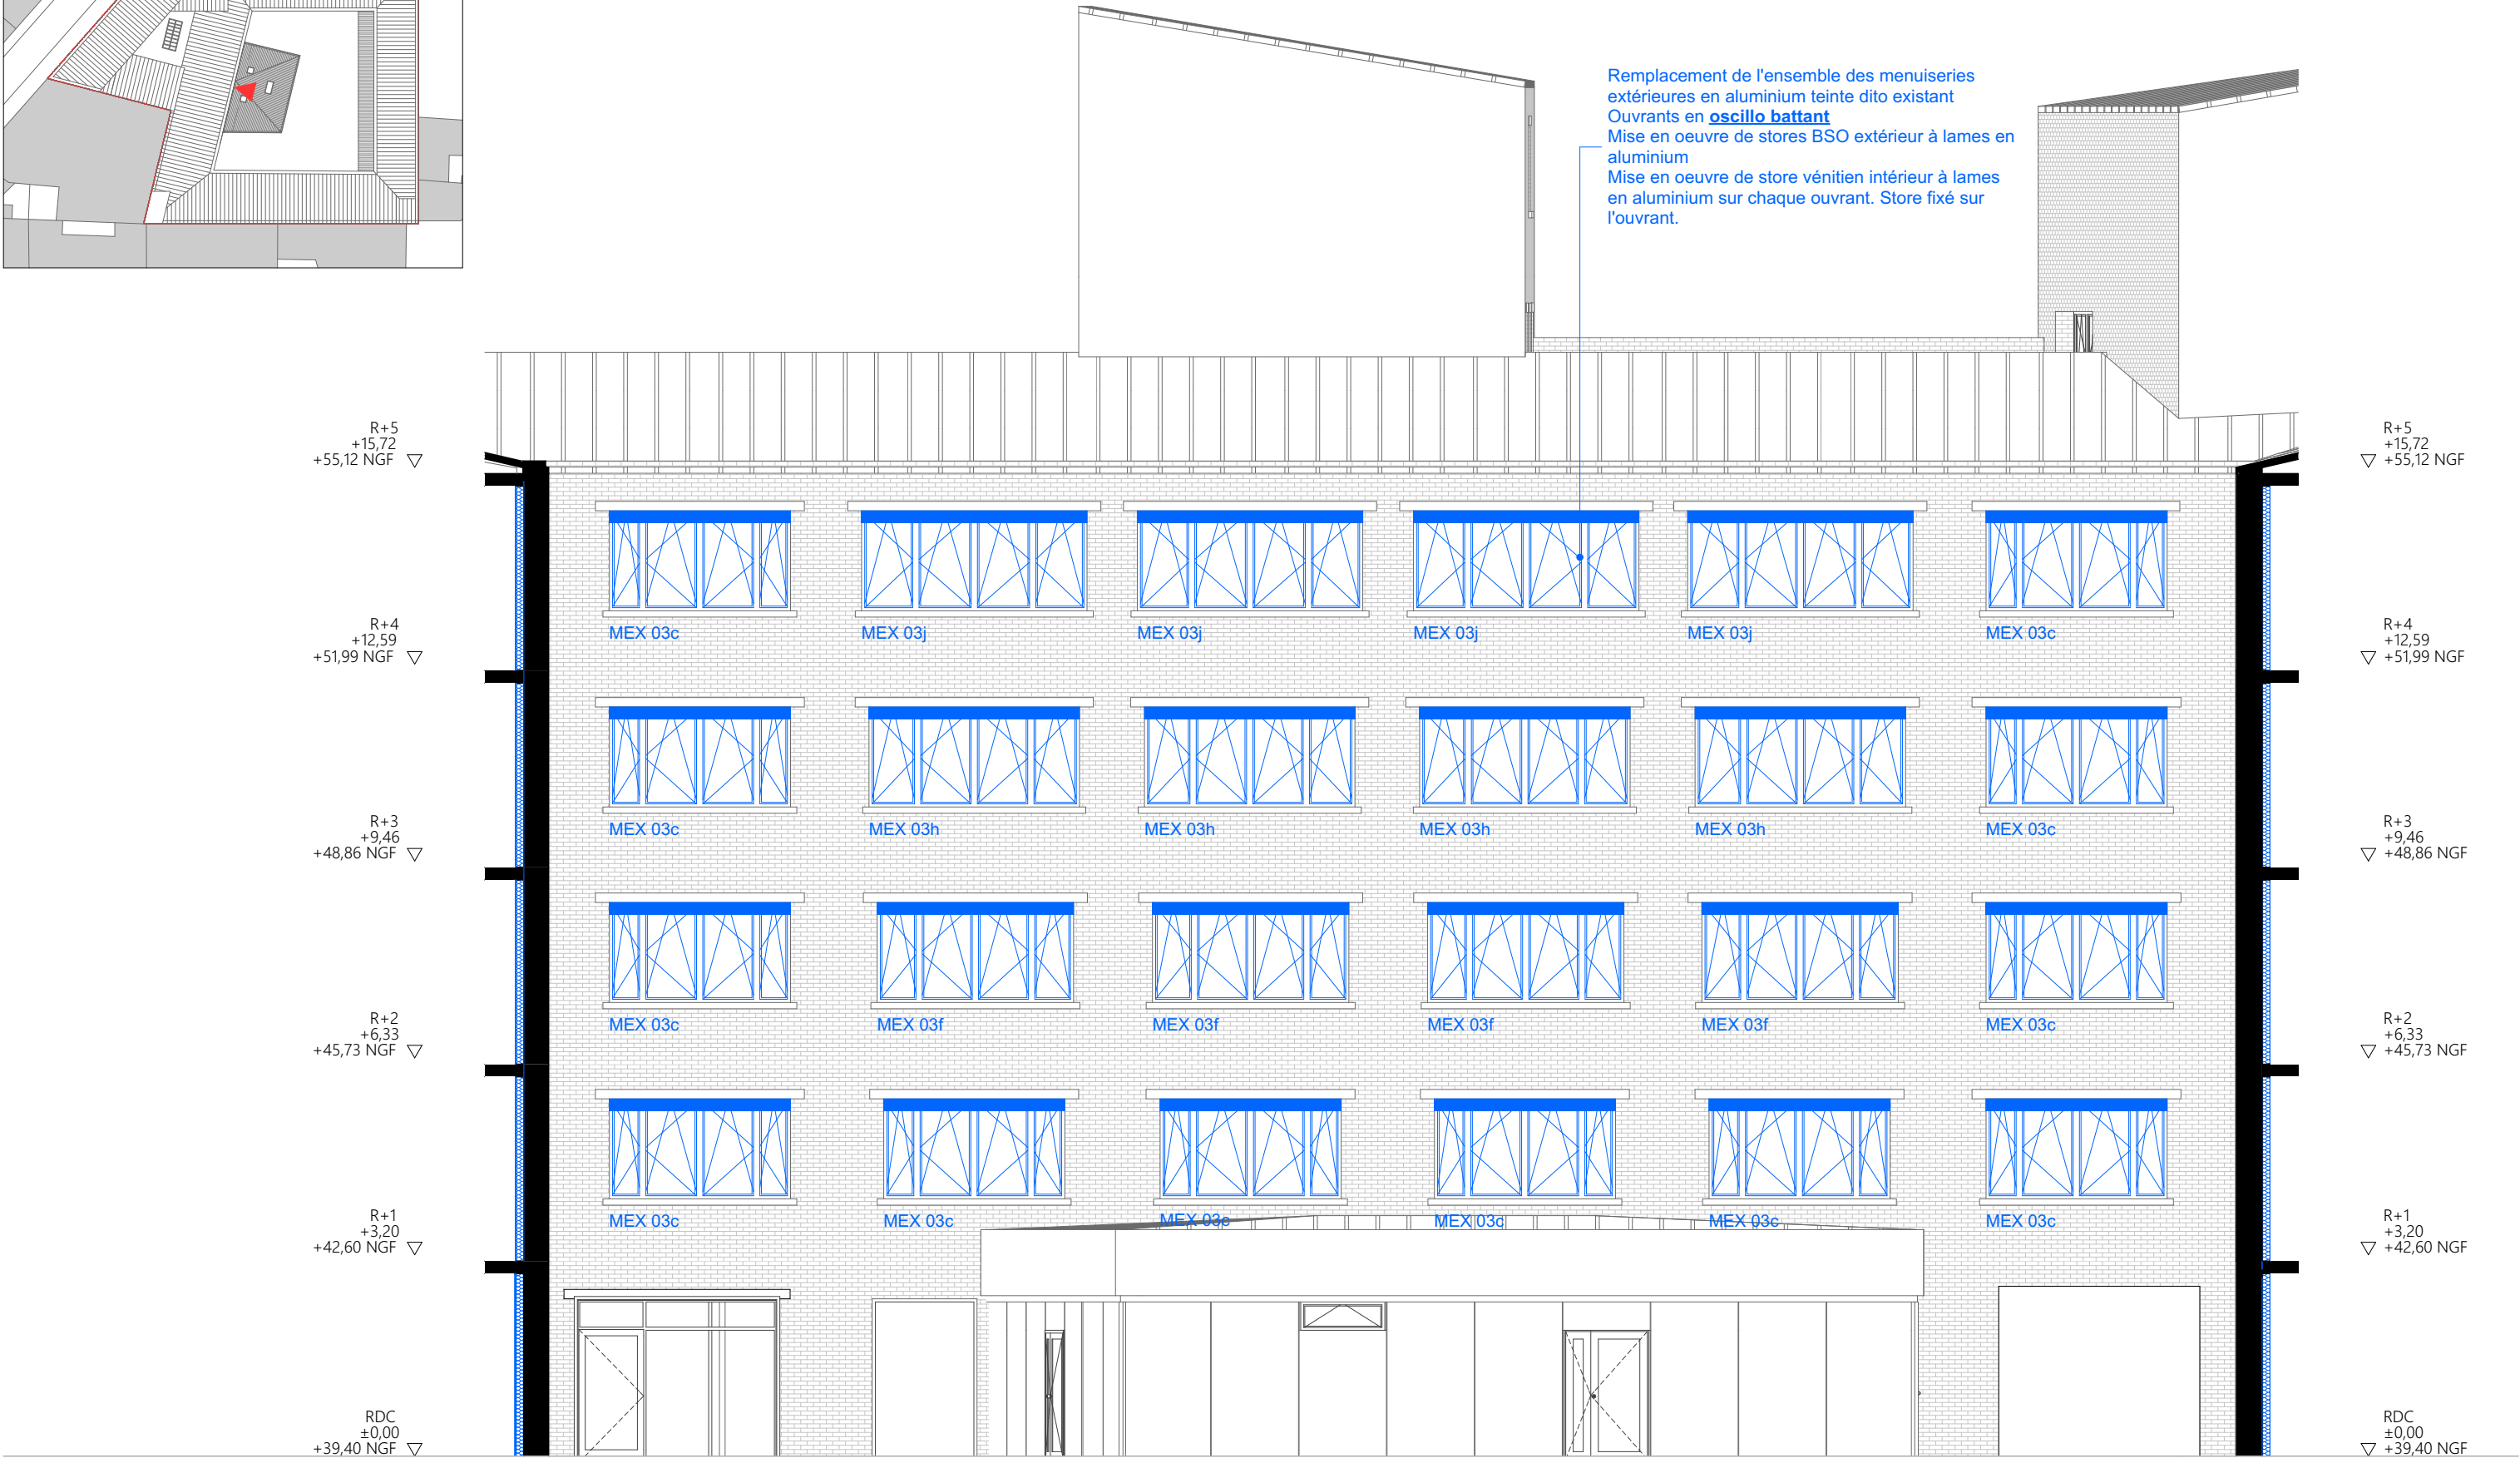 Remplacement de l'ensemble des menuiseries
extérieures en aluminium teinte dito existant
Ouvrants en oscillo battant
Mise en oeuvre de stores BSO extérieur à lames en
aluminium
Mise en oeuvre de store vénitien intérieur à lames
en aluminium sur chaque ouvrant. Store fixé sur
l'ouvrant.
R+5
+15,72
+55,12 NGF
R+5
+15,72
+55,12 NGF
MEX 03c
MEX 03j
MEX 03j
MEX 03j
MEX 03j
MEX 03c
R+4
+12,59
+51,99 NGF
R+4
+12,59
+51,99 NGF
MEX 03c
MEX 03h
MEX 03h
MEX 03h
MEX 03h
MEX 03c
R+3
+9,46
+48,86 NGF
R+3
+9,46
+48,86 NGF
MEX 03c
MEX 03f
MEX 03f
MEX 03f
MEX 03f
MEX 03c
R+2
+6,33
+45,73 NGF
R+2
+6,33
+45,73 NGF
MEX 03c
MEX 03c
MEX 03c
MEX 03c
MEX 03c
MEX 03c
R+1
+3,20
+42,60 NGF
R+1
+3,20
+42,60 NGF
RDC
±0,00
+39,40 NGF
RDC
±0,00
+39,40 NGF